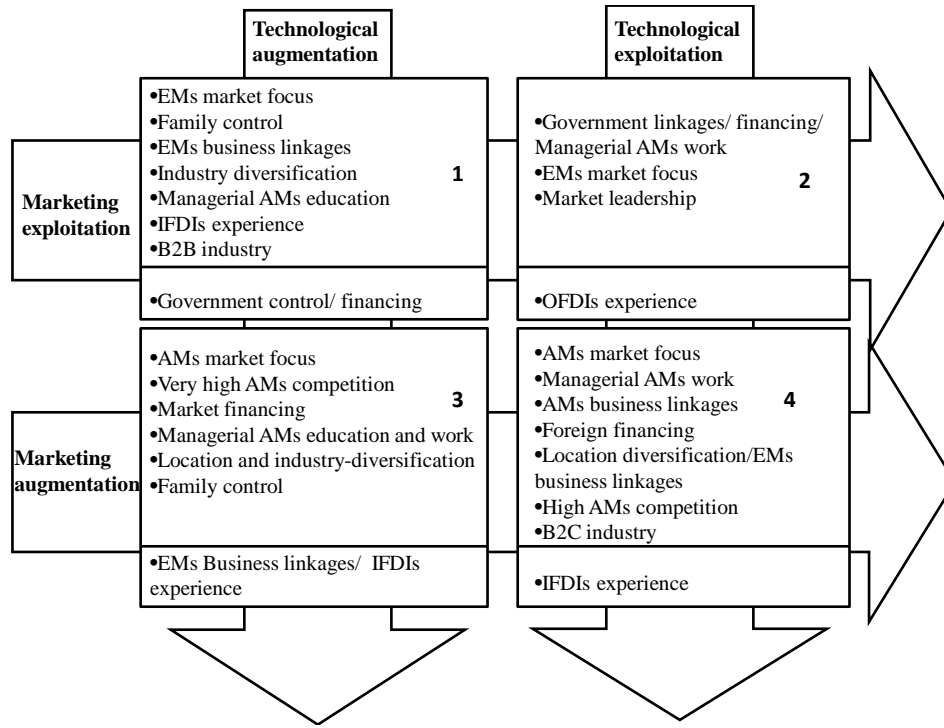 Technological
augmentation
Technological
exploitation
Marketing
exploitation
•EMs market focus
•Family control
•EMs business linkages
•Industry diversification
•Managerial AMs education
•IFDIs experience
•B2B industry
1
•Government control/ financing
•Government linkages/ financing/
Managerial AMs work
•EMs market focus
•Market leadership
2
•OFDIs experience
Marketing
augmentation
•AMs market focus
•Very high AMs competition
•Market financing
•Managerial AMs education and work
•Location and industry-diversification
•Family control
3
•EMs Business linkages/ IFDIs
experience
•AMs market focus
•Managerial AMs work
•AMs business linkages
•Foreign financing
•Location diversification/EMs
business linkages
•High AMs competition
•B2C industry
4
•IFDIs experience